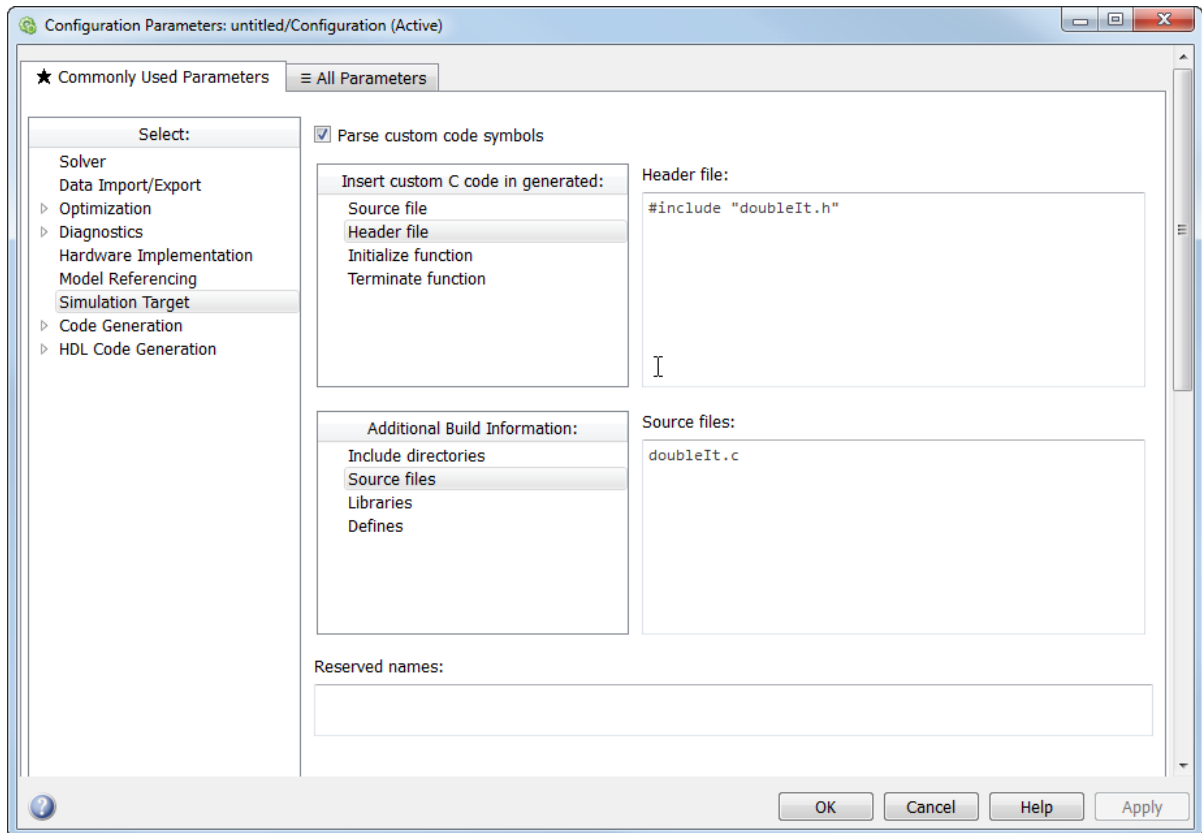 Configuration Parameters: untitled/Configuration (Active)
★ Commonly Used Parameters
≡ All Parameters
Select:
Solver
Data Import/Export
Optimization
Diagnostics
Hardware Implementation
Model Referencing
Simulation Target
Code Generation
HDL Code Generation
Parse custom code symbols
Insert custom C code in generated:
Source file
Header file
Initialize function
Terminate function
Header file:
#include "doubleIt.h"
Additional Build Information:
Include directories
Source files
Libraries
Defines
Source files:
doubleIt.c
Reserved names:
?
OK
Cancel
Help
Apply